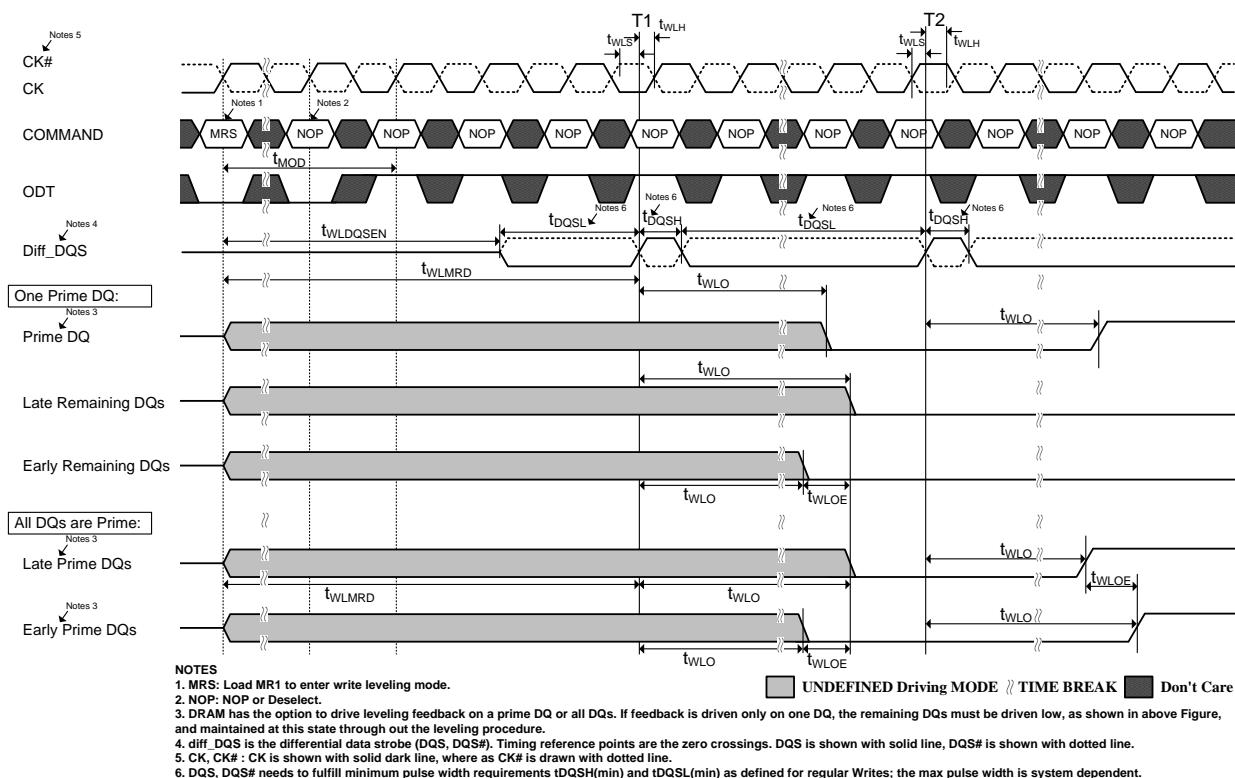 T1 T2
Notes 5
tWLS tWLH tWLS tWLH
CK#
CK
Notes 1 Notes 2
COMMAND MRS NOP NOP NOP NOP NOP NOP NOP NOP NOP NOP NOP
tMOD
ODT
Notes 6 Notes 6 Notes 6 Notes 6
Notes 4 tDQSL tDQSH tDQSL tDQSH
tWLDQSEN
Diff_DQS
tWLMRD
tWLO
One Prime DQ:
Notes 3
tWLO
Prime DQ
tWLO
Late Remaining DQs
Early Remaining DQs
tWLO tWLOE
All DQs are Prime:
Notes 3
tWLO
Late Prime DQs
tWLMRD tWLO tWLOE
Notes 3
tWLO
Early Prime DQs
tWLO tWLOE
NOTES
1. MRS: Load MR1 to enter write leveling mode.
UNDEFINED Driving MODE TIME BREAK Don't Care
2. NOP: NOP or Deselect.
3. DRAM has the option to drive leveling feedback on a prime DQ or all DQs. If feedback is driven only on one DQ, the remaining DQs must be driven low, as shown in above Figure,
and maintained at this state through out the leveling procedure.
4. diff_DQS is the differential data strobe (DQS, DQS#). Timing reference points are the zero crossings. DQS is shown with solid line, DQS# is shown with dotted line.
5. CK, CK# : CK is shown with solid dark line, where as CK# is drawn with dotted line.
6. DQS, DQS# needs to fulfill minimum pulse width requirements tDQSH(min) and tDQSL(min) as defined for regular Writes; the max pulse width is system dependent.